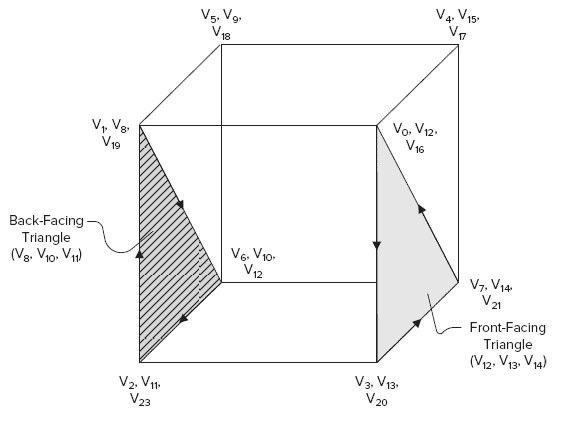 V5, V9,
V18
V4, V15,
V17
V1, V8,
V19
V0, V12,
V16
Back-Facing
Triangle
(V8, V10, V11)
V6, V10,
V12
V7, V14,
V21
Front-Facing
Triangle
(V12, V13, V14)
V2, V11,
V23
V3, V13,
V20